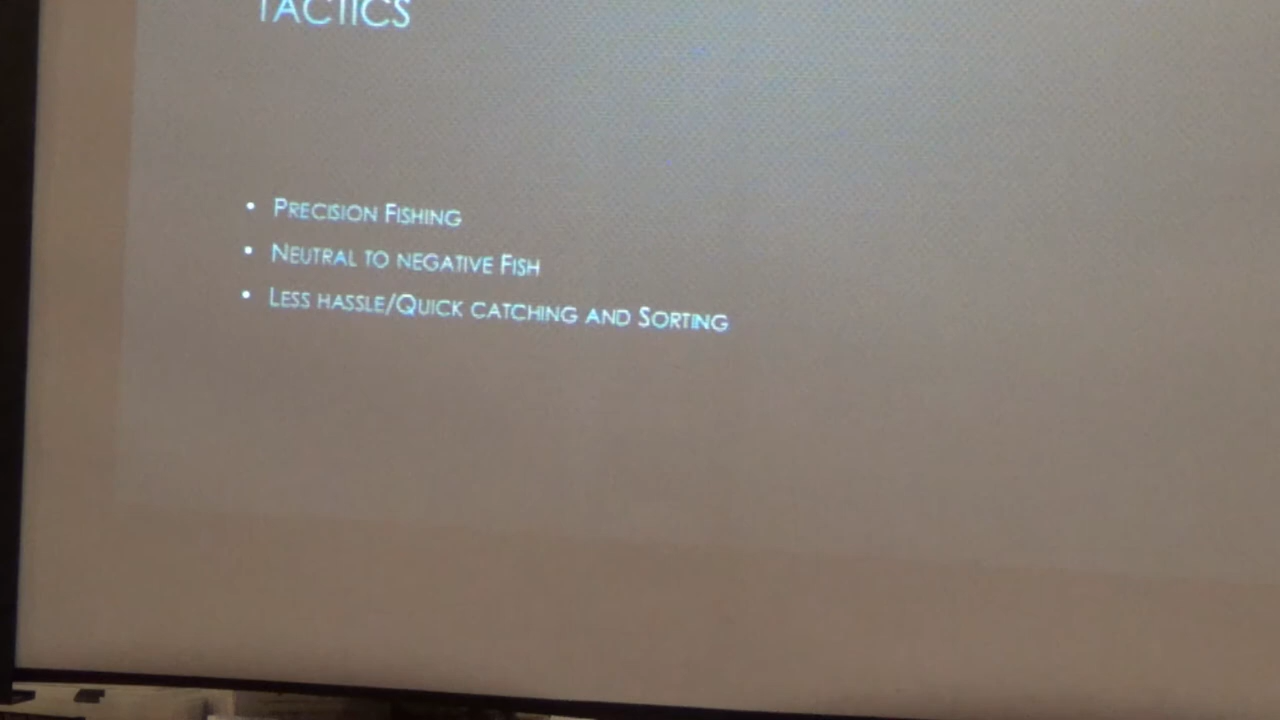 TACTICS
• Precision Fishing
• Neutral to negative Fish
• Less hassle/Quick catching and Sorting